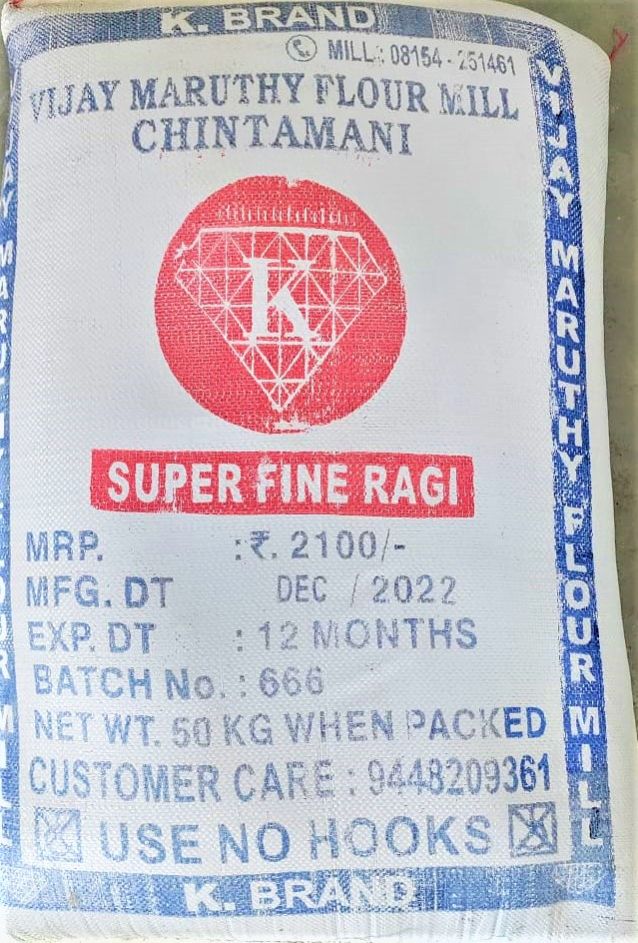 K. BRAND
MILL : 08154 - 251461
VIJAY MARUTHY FLOUR MILL
CHINTAMANI
K
SUPER FINE RAGI
MRP. :₹. 2100/-
MFG. DT DEC / 2022
EXP. DT : 12 MONTHS
BATCH No. : 666
NET WT. 50 KG WHEN PACKED
CUSTOMER CARE : 9448209361
USE NO HOOKS
K. BRAND
VIJAY MARUTHY FLOUR MILL